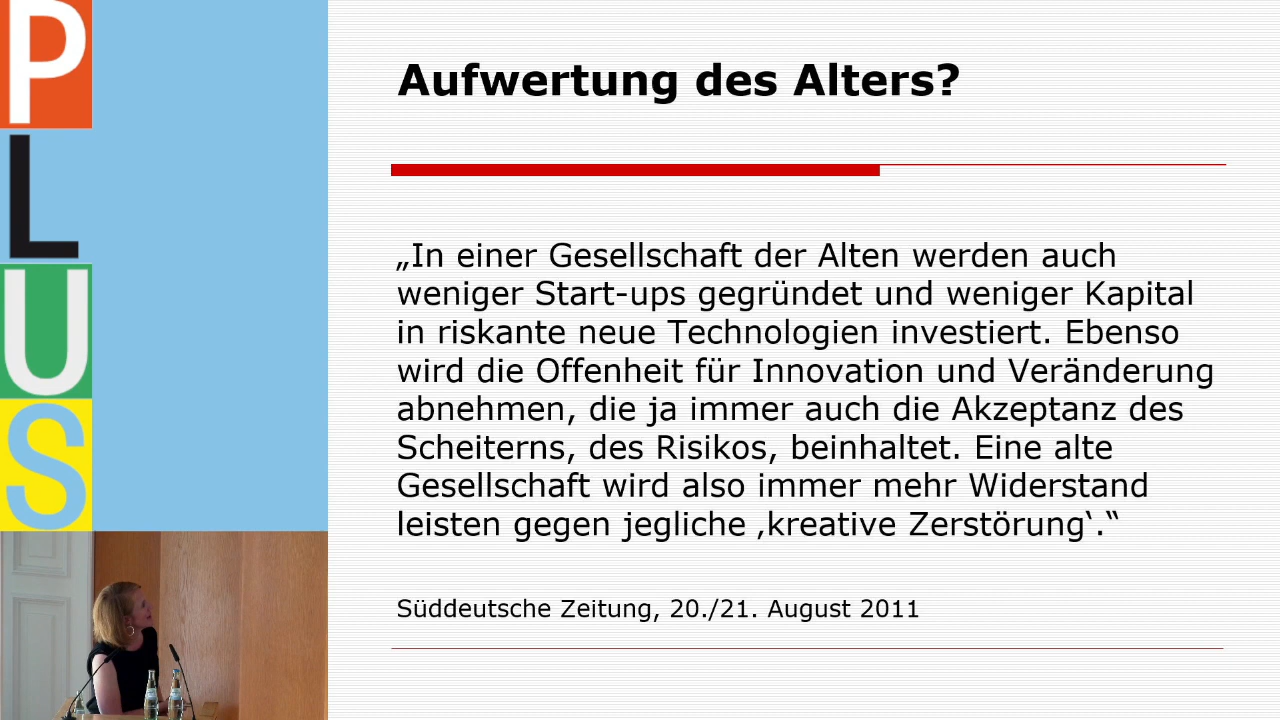 P
L
U
S
Aufwertung des Alters?
„In einer Gesellschaft der Alten werden auch
weniger Start-ups gegründet und weniger Kapital
in riskante neue Technologien investiert. Ebenso
wird die Offenheit für Innovation und Veränderung
abnehmen, die ja immer auch die Akzeptanz des
Scheiterns, des Risikos, beinhaltet. Eine alte
Gesellschaft wird also immer mehr Widerstand
leisten gegen jegliche ‚kreative Zerstörung‘.“
Süddeutsche Zeitung, 20./21. August 2011